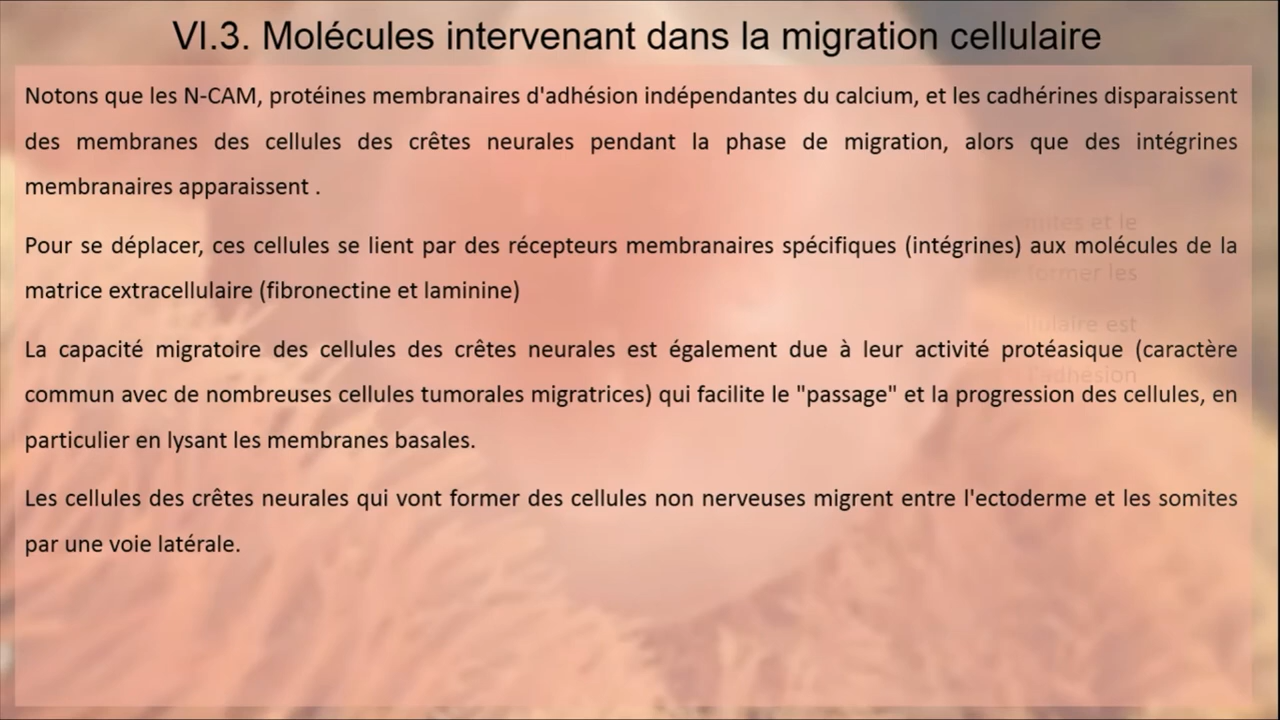 VI.3. Molécules intervenant dans la migration cellulaire
Notons que les N-CAM, protéines membranaires d'adhésion indépendantes du calcium, et les cadhérines disparaissent
des membranes des cellules des crêtes neurales pendant la phase de migration, alors que des intégrines
membranaires apparaissent .
Pour se déplacer, ces cellules se lient par des récepteurs membranaires spécifiques (intégrines) aux molécules de la
matrice extracellulaire (fibronectine et laminine)
La capacité migratoire des cellules des crêtes neurales est également due à leur activité protéasique (caractère
commun avec de nombreuses cellules tumorales migratrices) qui facilite le "passage" et la progression des cellules, en
particulier en lysant les membranes basales.
Les cellules des crêtes neurales qui vont former des cellules non nerveuses migrent entre l'ectoderme et les somites
par une voie latérale.